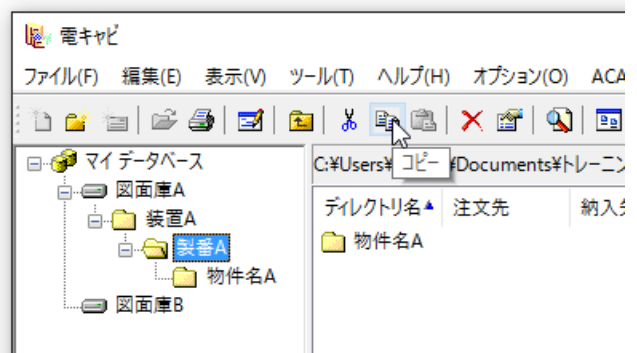 電キャビ
ファイル(F) 編集(E) 表示(V) ツール(T) ヘルプ(H) オプション(O) ACA
マイ データベース
図面庫A
装置A
製番A
物件名A
図面庫B
C:¥Users¥
コピー
¥Documents¥トレーニン
ディレクトリ名 注文先 納入
物件名A